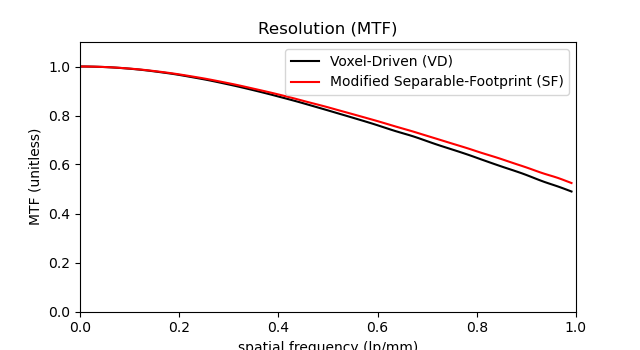 Resolution (MTF)
Voxel-Driven (VD)
Modified Separable-Footprint (SF)
MTF (unitless)
1.0
0.8
0.6
0.4
0.2
0.0
0.0 0.2 0.4 0.6 0.8 1.0
spatial frequency (lp/mm)